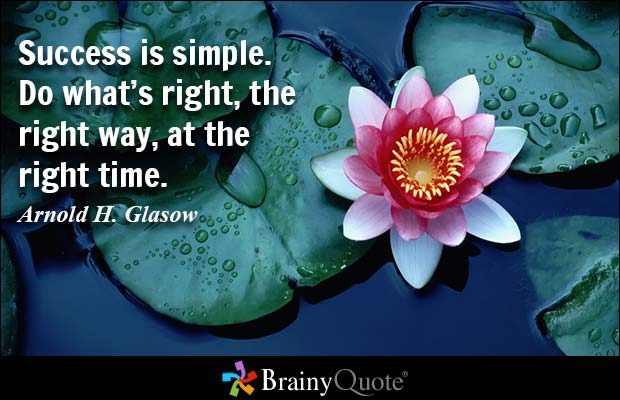 Success is simple.
Do what’s right, the
right way, at the
right time.
Arnold H. Glasow
BrainyQuote®